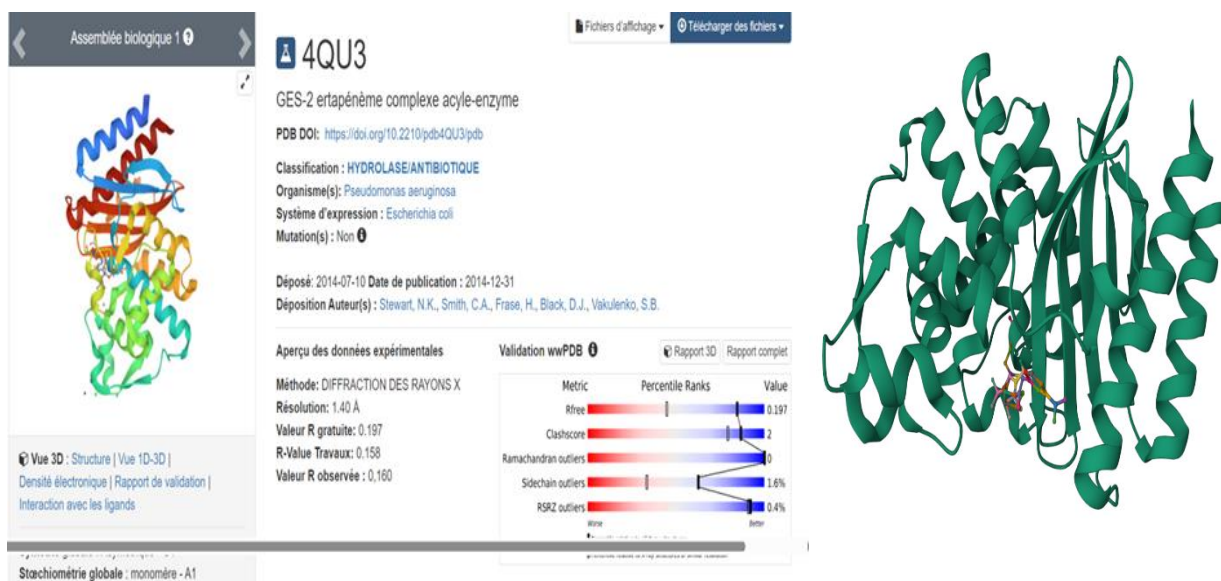 Assemblée biologique 1
Fichiers d'affichage
Télécharger des fichiers
4QU3
GES-2 ertapénème complexe acyle-enzyme
PDB DOI: https://doi.org/10.2210/pdb4QU3/pdb
Classification : HYDROLASE/ANTIBIOTIQUE
Organisme(s): Pseudomonas aeruginosa
Système d'expression : Escherichia coli
Mutation(s) : Non
Déposé: 2014-07-10 Date de publication : 2014-12-31
Déposition Auteur(s) : Stewart, N.K., Smith, C.A., Frase, H., Black, D.J., Vakulenko, S.B.
Aperçu des données expérimentales
Méthode: DIFFRACTION DES RAYONS X
Résolution: 1.40 Å
Valeur R gratuite: 0.197
R-Value Travaux: 0.158
Valeur R observée : 0,160
Validation wwPDB
Rapport 3D
Rapport complet
Metric Percentile Ranks Value
Rfree 0.197
Clashscore 2
Ramachandran outliers 0
Sidechain outliers 1.6%
RSRZ outliers 0.4%
Worse Better
Vue 3D : Structure | Vue 1D-3D |
Densité électronique | Rapport de validation |
Interaction avec les ligands
Stœchiométrie globale : monomère - A1